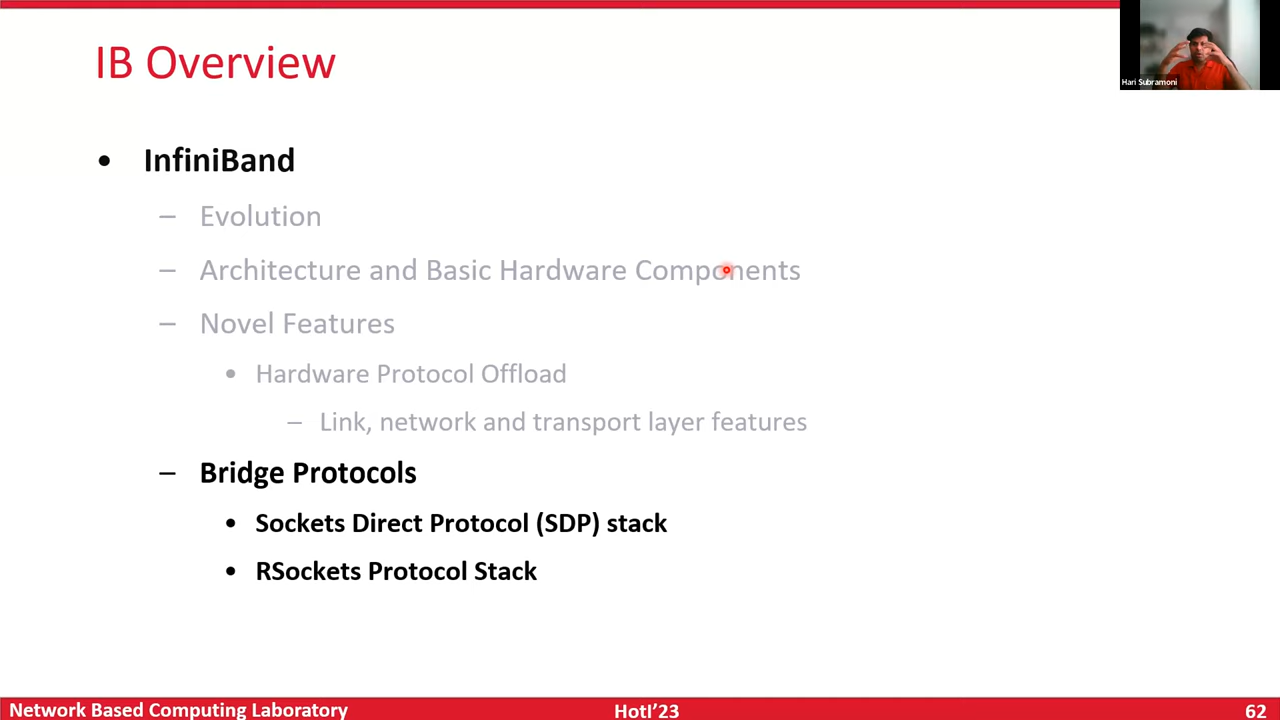 IB Overview
Hari Subramoni
• InfiniBand
– Evolution
– Architecture and Basic Hardware Components
– Novel Features
• Hardware Protocol Offload
– Link, network and transport layer features
– Bridge Protocols
• Sockets Direct Protocol (SDP) stack
• RSockets Protocol Stack
Network Based Computing Laboratory
HotI’23
62